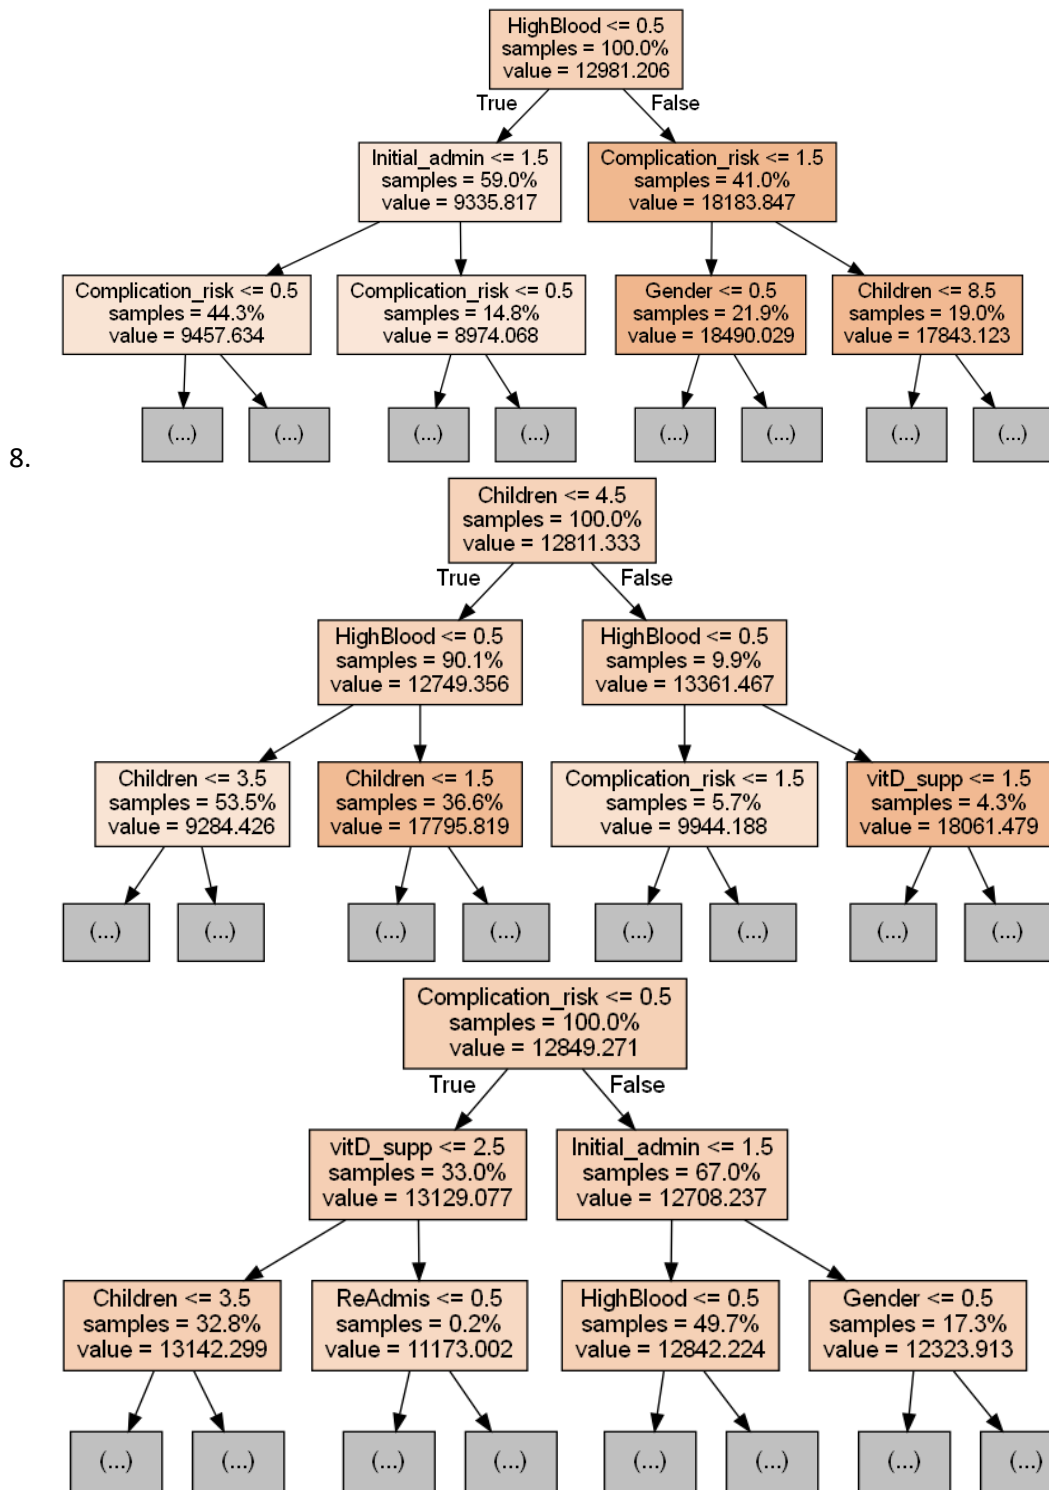 HighBlood <= 0.5
samples = 100.0%
value = 12981.206
True
False
Initial_admin <= 1.5
samples = 59.0%
value = 9335.817
Complication_risk <= 1.5
samples = 41.0%
value = 18183.847
Complication_risk <= 0.5
samples = 44.3%
value = 9457.634
Complication_risk <= 0.5
samples = 14.8%
value = 8974.068
Gender <= 0.5
samples = 21.9%
value = 18490.029
Children <= 8.5
samples = 19.0%
value = 17843.123
(...)
(...)
(...)
(...)
(...)
(...)
(...)
(...)
8.
Children <= 4.5
samples = 100.0%
value = 12811.333
True
False
HighBlood <= 0.5
samples = 90.1%
value = 12749.356
HighBlood <= 0.5
samples = 9.9%
value = 13361.467
Children <= 3.5
samples = 53.5%
value = 9284.426
Children <= 1.5
samples = 36.6%
value = 17795.819
Complication_risk <= 1.5
samples = 5.7%
value = 9944.188
vitD_supp <= 1.5
samples = 4.3%
value = 18061.479
(...)
(...)
(...)
(...)
(...)
(...)
(...)
(...)
Complication_risk <= 0.5
samples = 100.0%
value = 12849.271
True
False
vitD_supp <= 2.5
samples = 33.0%
value = 13129.077
Initial_admin <= 1.5
samples = 67.0%
value = 12708.237
Children <= 3.5
samples = 32.8%
value = 13142.299
ReAdmis <= 0.5
samples = 0.2%
value = 11173.002
HighBlood <= 0.5
samples = 49.7%
value = 12842.224
Gender <= 0.5
samples = 17.3%
value = 12323.913
(...)
(...)
(...)
(...)
(...)
(...)
(...)
(...)